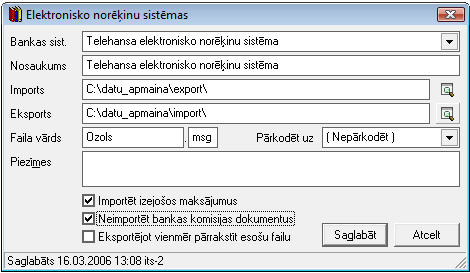 Elektronisko norēķinu sistēmas
Bankas sist. Telehansa elektronisko norēķinu sistēma
Nosaukums Telehansa elektronisko norēķinu sistēma
Imports C:\datu_apmaina\export\
Eksports C:\datu_apmaina\import\
Faila vārds Ozols . msg Pārkodēt uz ( Nepārkodēt )
Piezīmes
Importēt izejošos maksājumus
Neimportēt bankas komisijas dokumentus
Eksportējot vienmēr pārrakstīt esošu failu
Saglabāt Atcelt
Saglabāts 16.03.2006 13:08 its-2